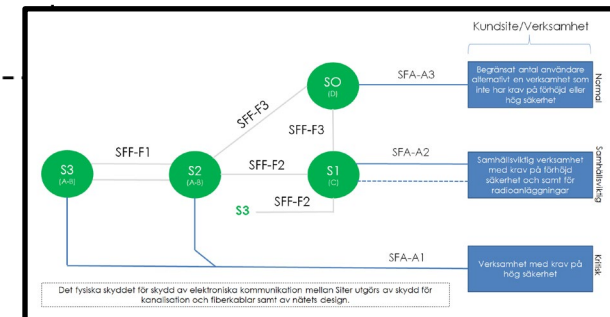 Kundsite/Verksamhet
SO
(D)
SFA-A3
Begränsat antal användare
alternativt en verksamhet som
inte har krav på förhöjd eller
hög säkerhet
Normal
SFF-F3
SFF-F3
SFF-F1
S3
(A-B)
S2
(A-B)
SFF-F2
S1
(C)
SFA-A2
Samhällsviktig verksamhet
med krav på förhöjd
säkerhet och samt för
radioanläggningar
Samhällsviktig
S3
SFF-F2
SFA-A1
Verksamhet med krav på
hög säkerhet
Kritisk
Det fysiska skyddet för skydd av elektroniska kommunikation mellan Siter utgörs av skydd för
kanalisation och fiberkablar samt av nätets design.